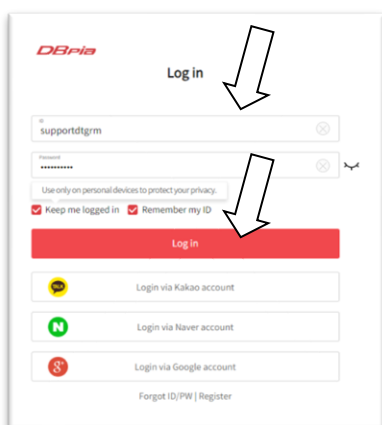 DBpia
Log in
ID
supportdtgrm
Password
••••••••••
Use only on personal devices to protect your privacy.
Keep me logged in Remember my ID
Log in
TALK
Login via Kakao account
N
Login via Naver account
g+
Login via Google account
Forgot ID/PW | Register